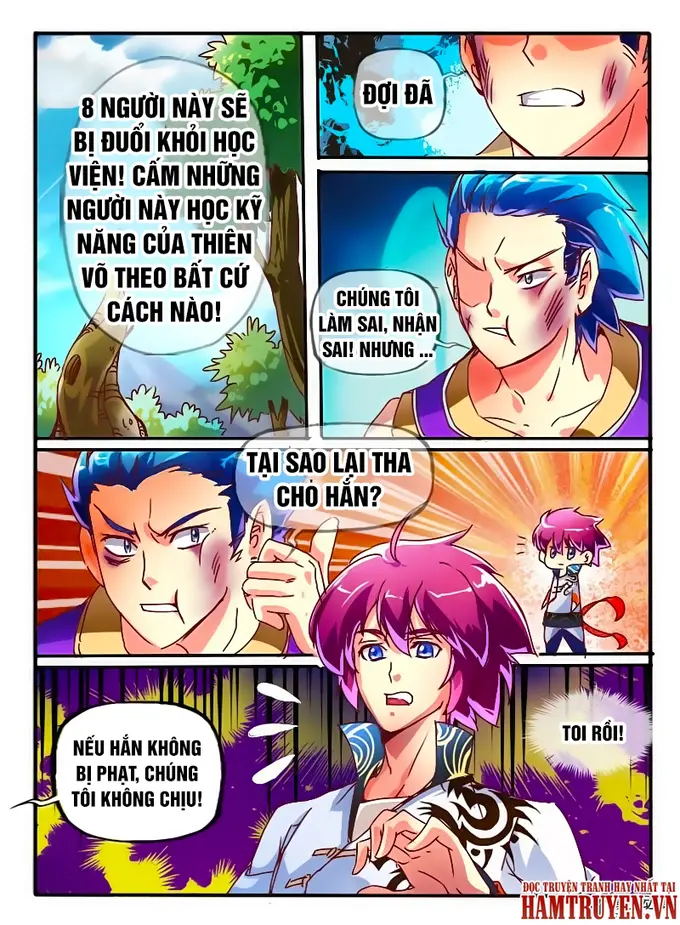 8 NGƯỜI NÀY SẼ
BỊ ĐUỔI KHỎI HỌC
VIỆN! CẤM NHỮNG
NGƯỜI NÀY HỌC KỸ
NĂNG CỦA THIÊN
VÕ THEO BẤT CỨ
CÁCH NÀO!
ĐỢI ĐÃ
CHÚNG TÔI
LÀM SAI, NHẬN
SAI! NHƯNG ...
TẠI SAO LẠI THA
CHO HẮN?
NẾU HẮN KHÔNG
BỊ PHẠT, CHÚNG
TÔI KHÔNG CHỊU!
TOI RỒI!
ĐỌC TRUYỆN TRANH HAY NHẤT TẠI
HAMTRUYEN.VN